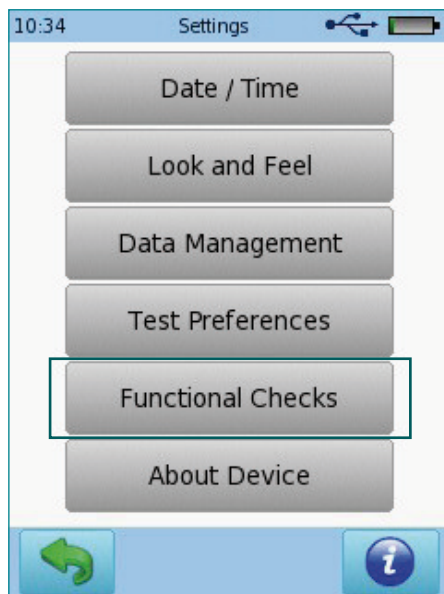 10:34 Settings
Date / Time
Look and Feel
Data Management
Test Preferences
Functional Checks
About Device
i